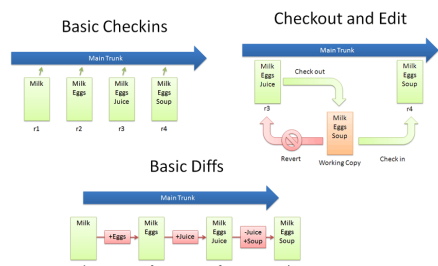 Basic Checkins
Main Trunk
Milk
r1
Milk
Eggs
r2
Milk
Eggs
Juice
r3
Milk
Eggs
Soup
r4
Checkout and Edit
Main Trunk
Milk
Eggs
Juice
r3
Check out
Milk
Eggs
Soup
r4
Milk
Eggs
Soup
Working Copy
Revert
Check in
Basic Diffs
Main Trunk
Milk
+Eggs
Milk
Eggs
+Juice
Milk
Eggs
Juice
-Juice
+Soup
Milk
Eggs
Soup